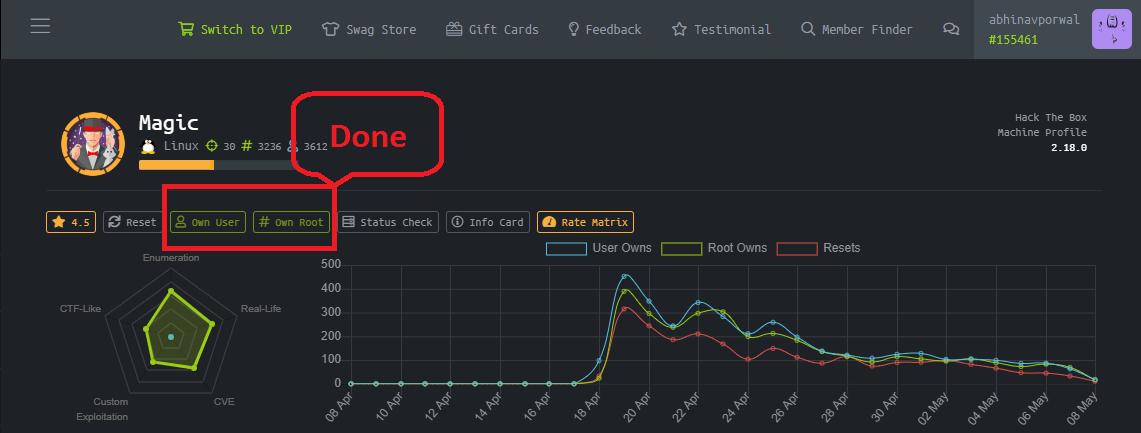 Switch to VIP Swag Store Gift Cards Feedback Testimonial Member Finder abhinavporwal
#155461
Magic
Linux 30 # 3236 3612
Done
Hack The Box
Machine Profile
2.18.0
4.5 Reset Own User # Own Root Status Check Info Card Rate Matrix
User Owns Root Owns Resets
Enumeration
CTF-Like
Real-Life
Custom
Exploitation
CVE
500
400
300
200
100
0
08 Apr 10 Apr 12 Apr 14 Apr 16 Apr 18 Apr 20 Apr 22 Apr 24 Apr 26 Apr 28 Apr 30 Apr 02 May 04 May 06 May 08 May